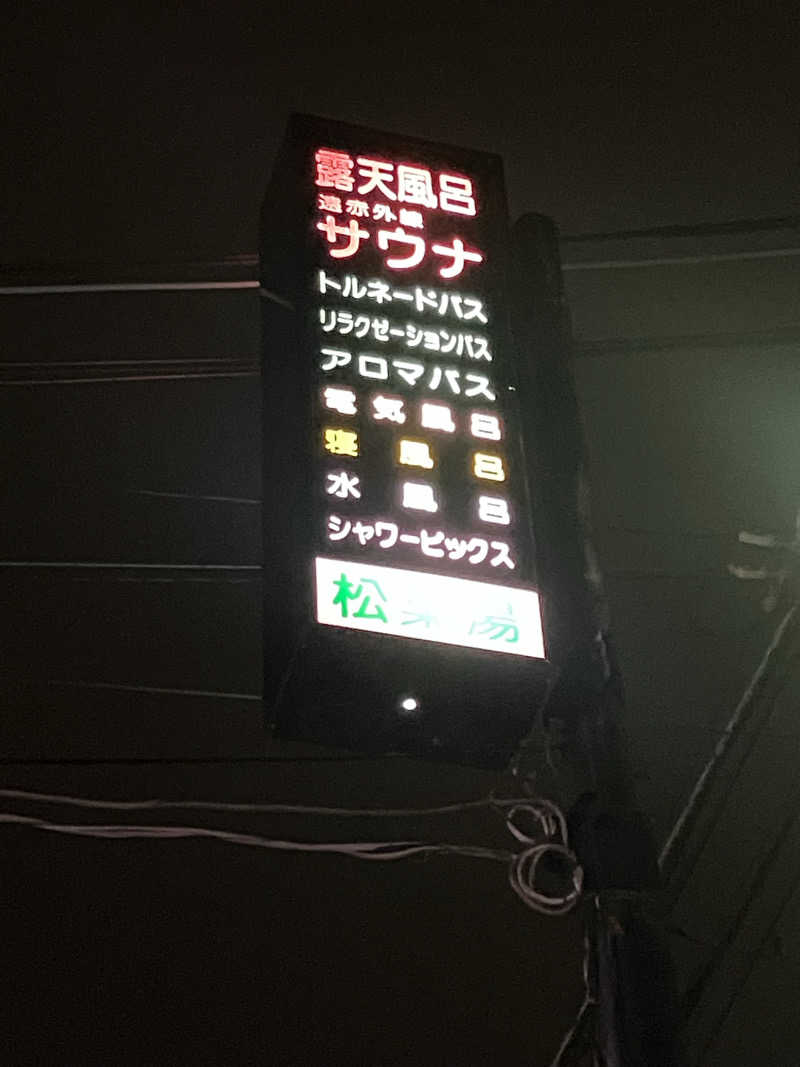 露天風呂
遠赤外線
サウナ
トルネードバス
リラクゼーションバス
アロマバス
電気風呂
寝風呂
水風呂
シャワーピックス
松葉湯